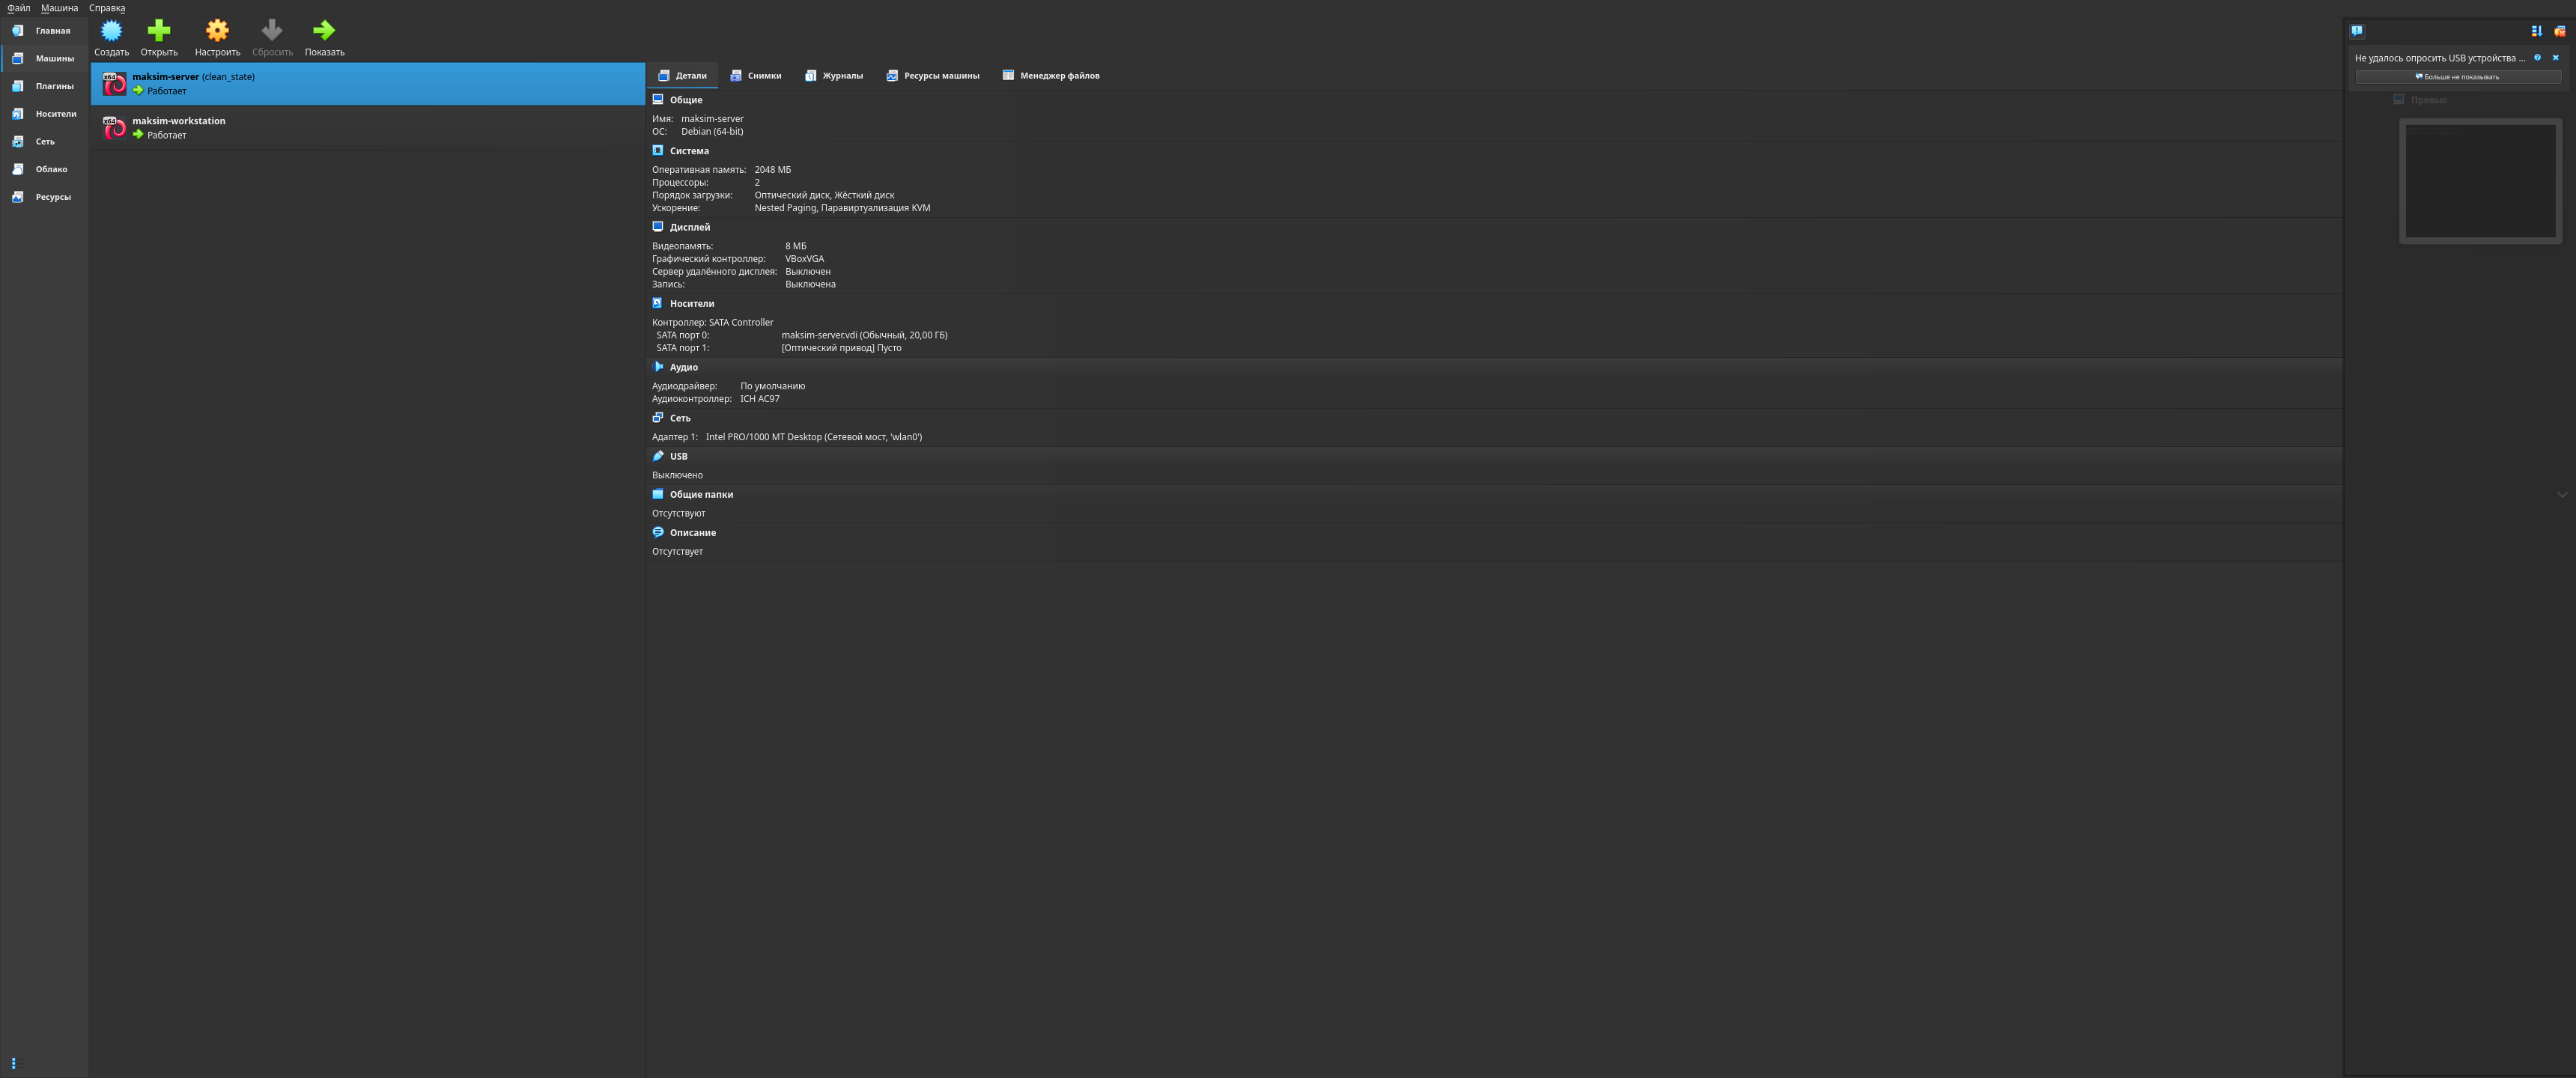 Файл Машина Справка
Главная
Машины
Плагины
Носители
Сеть
Облако
Ресурсы
Создать Открыть Настроить Сбросить Показать
maksim-server (clean_state)
Работает
maksim-workstation
Работает
Детали Снимки Журналы Ресурсы машины Менеджер файлов
Общие
Имя: maksim-server
ОС: Debian (64-bit)
Система
Оперативная память: 2048 МБ
Процессоры: 2
Порядок загрузки: Оптический диск, Жёсткий диск
Ускорение: Nested Paging, Паравиртуализация KVM
Дисплей
Видеопамять: 8 МБ
Графический контроллер: VBoxVGA
Сервер удалённого дисплея: Выключен
Запись: Выключена
Носители
Контроллер: SATA Controller
SATA порт 0: maksim-server.vdi (Обычный, 20,00 ГБ)
SATA порт 1: [Оптический привод] Пусто
Аудио
Аудиодрайвер: По умолчанию
Аудиоконтроллер: ICH AC97
Сеть
Адаптер 1: Intel PRO/1000 MT Desktop (Сетевой мост, 'wlan0')
USB
Выключено
Общие папки
Отсутствуют
Описание
Отсутствует
Не удалось опросить USB устройства ...
Больше не показывать
Превью